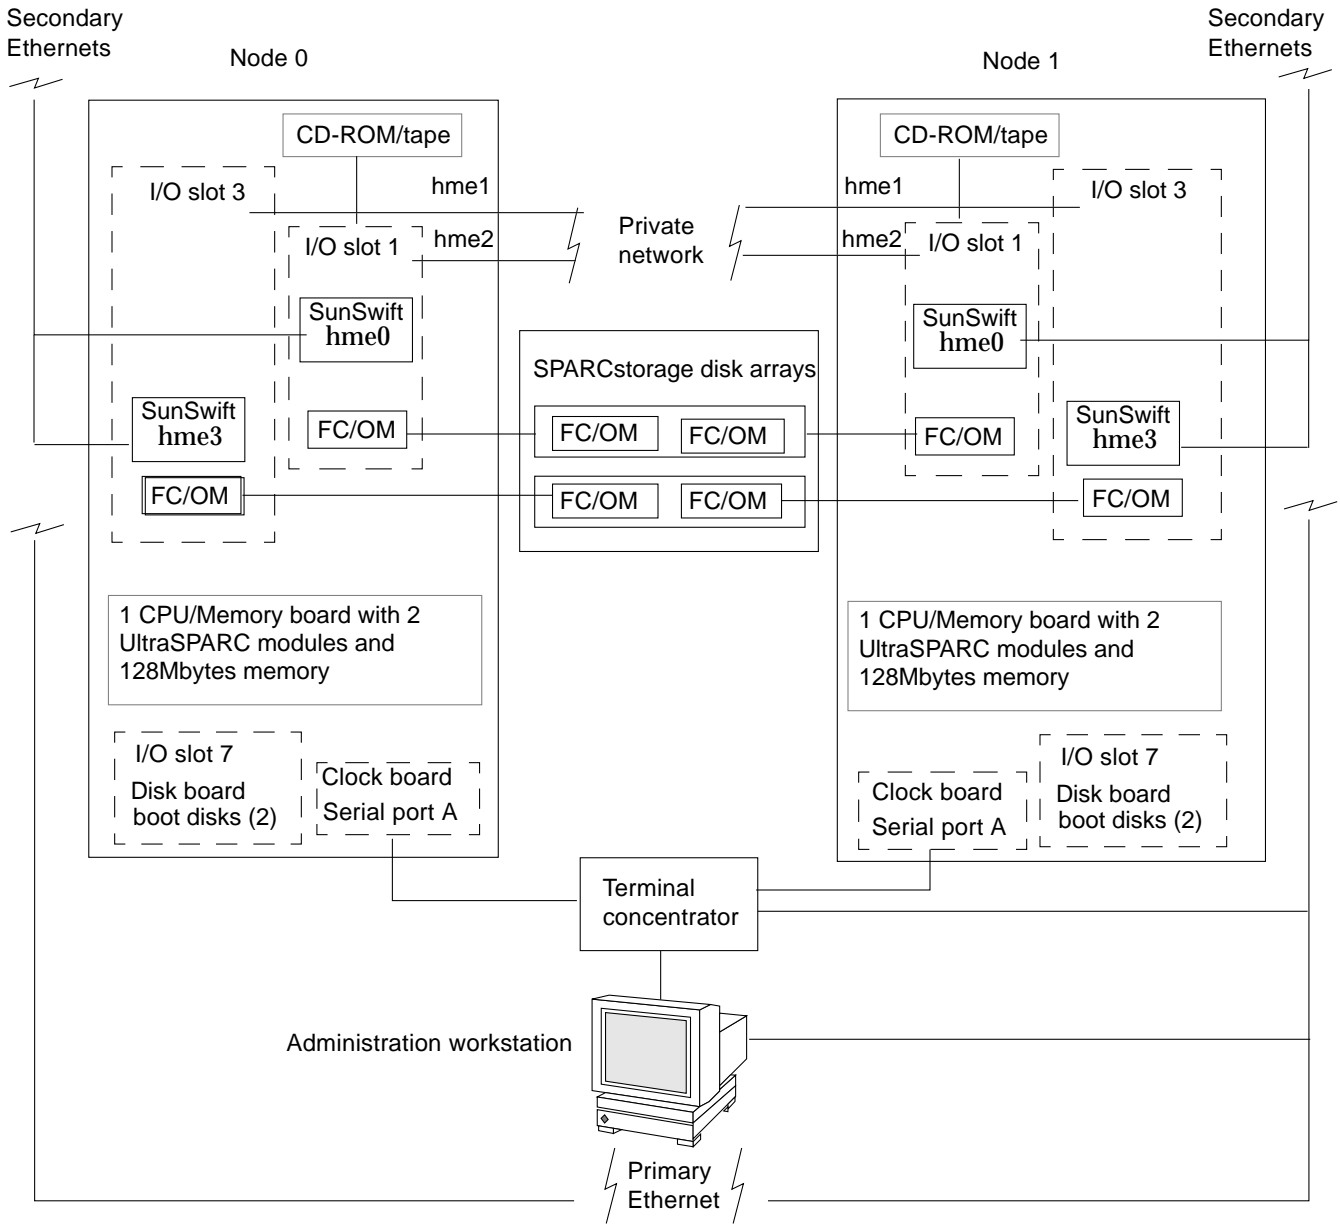 Secondary
Ethernets
Node 0
Node 1
Secondary
Ethernets
CD-ROM/tape
I/O slot 3
hme1
I/O slot 1
hme2
SunSwift
hme0
SunSwift
hme3
FC/OM
FC/OM
Private
network
SPARCstorage disk arrays
FC/OM
FC/OM
FC/OM
FC/OM
CD-ROM/tape
hme1
I/O slot 3
hme2
I/O slot 1
SunSwift
hme0
SunSwift
hme3
FC/OM
FC/OM
1 CPU/Memory board with 2
UltraSPARC modules and
128Mbytes memory
1 CPU/Memory board with 2
UltraSPARC modules and
128Mbytes memory
I/O slot 7
Disk board
boot disks (2)
Clock board
Serial port A
Clock board
Serial port A
I/O slot 7
Disk board
boot disks (2)
Terminal
concentrator
Administration workstation
Primary
Ethernet